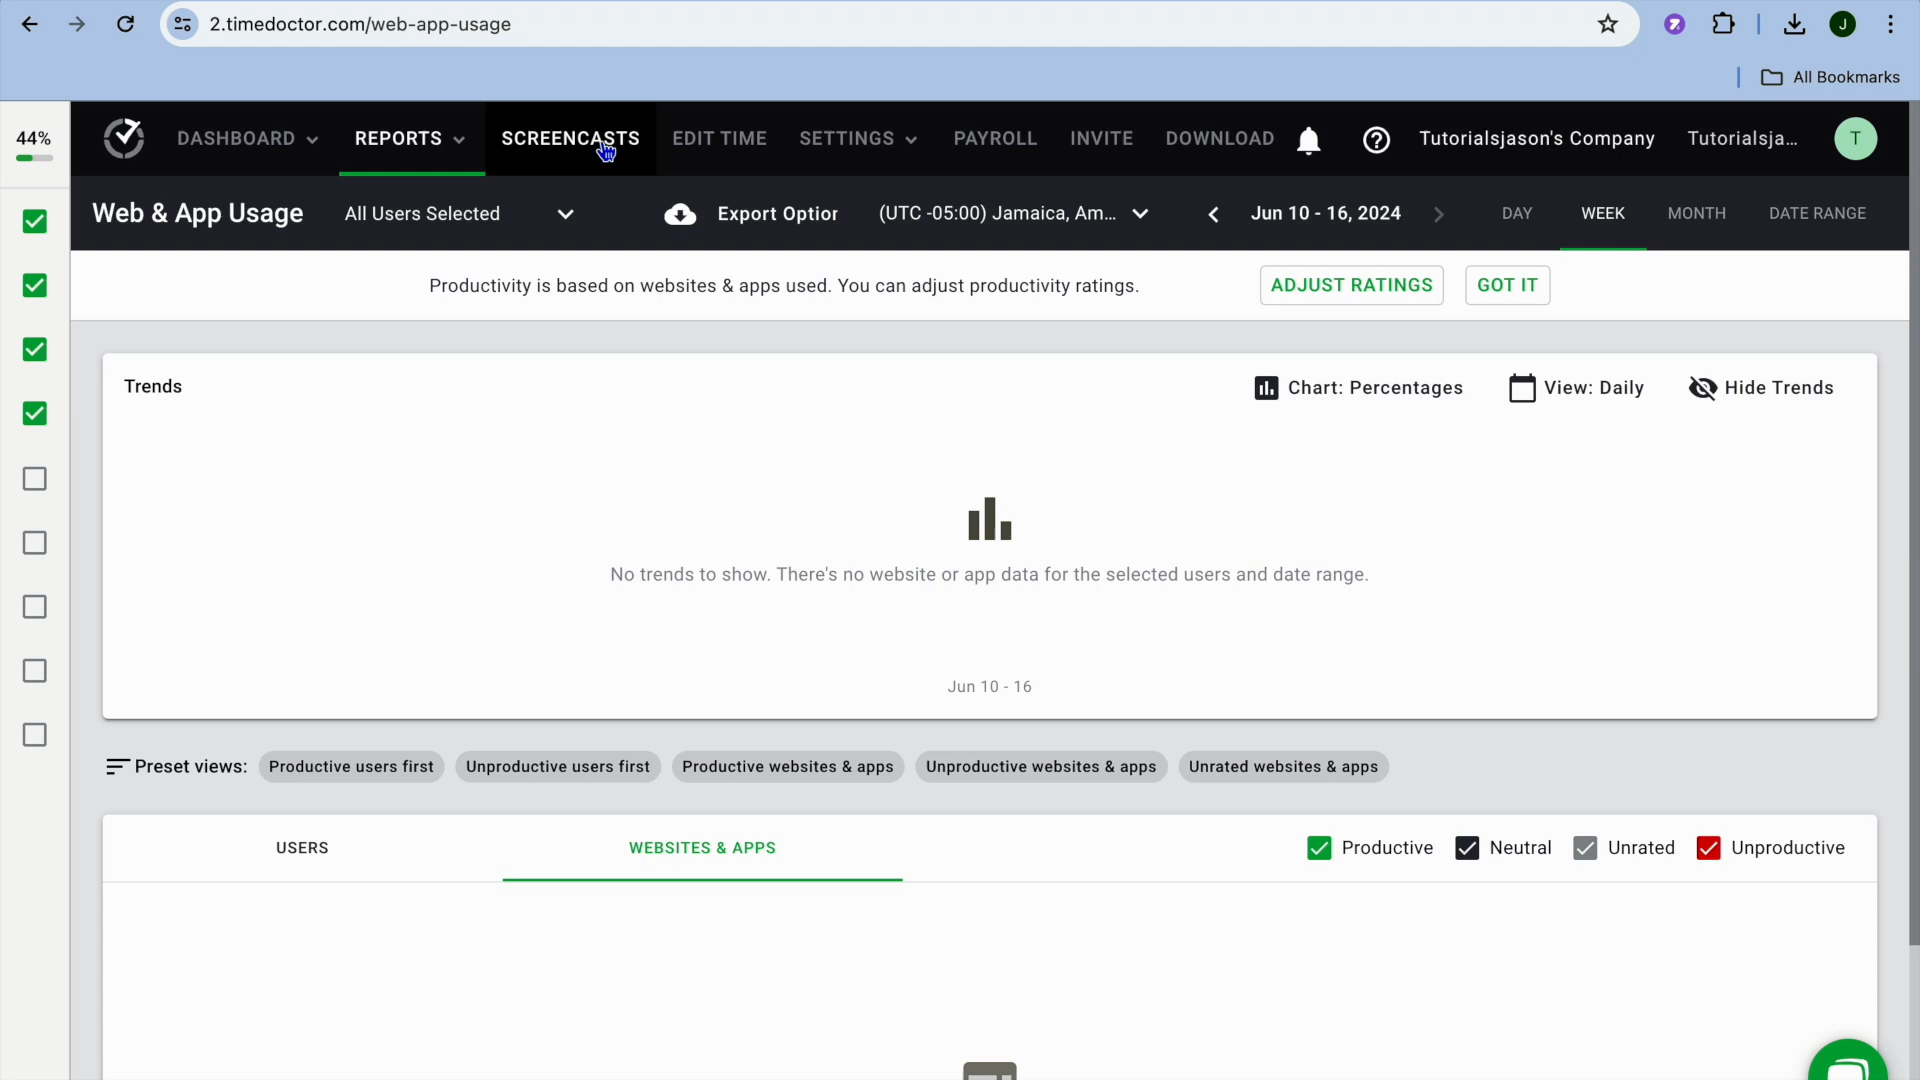 2.timedoctor.com/web-app-usage
J
All Bookmarks
44%
DASHBOARD REPORTS SCREENCASTS EDIT TIME SETTINGS PAYROLL INVITE DOWNLOAD Tutorialsjason's Company Tutorialsja... T
Web & App Usage All Users Selected Export Option (UTC -05:00) Jamaica, Am... Jun 10 - 16, 2024 DAY WEEK MONTH DATE RANGE
Productivity is based on websites & apps used. You can adjust productivity ratings. ADJUST RATINGS GOT IT
Trends Chart: Percentages View: Daily Hide Trends
No trends to show. There's no website or app data for the selected users and date range.
Jun 10 - 16
Preset views: Productive users first Unproductive users first Productive websites & apps Unproductive websites & apps Unrated websites & apps
USERS WEBSITES & APPS Productive Neutral Unrated Unproductive